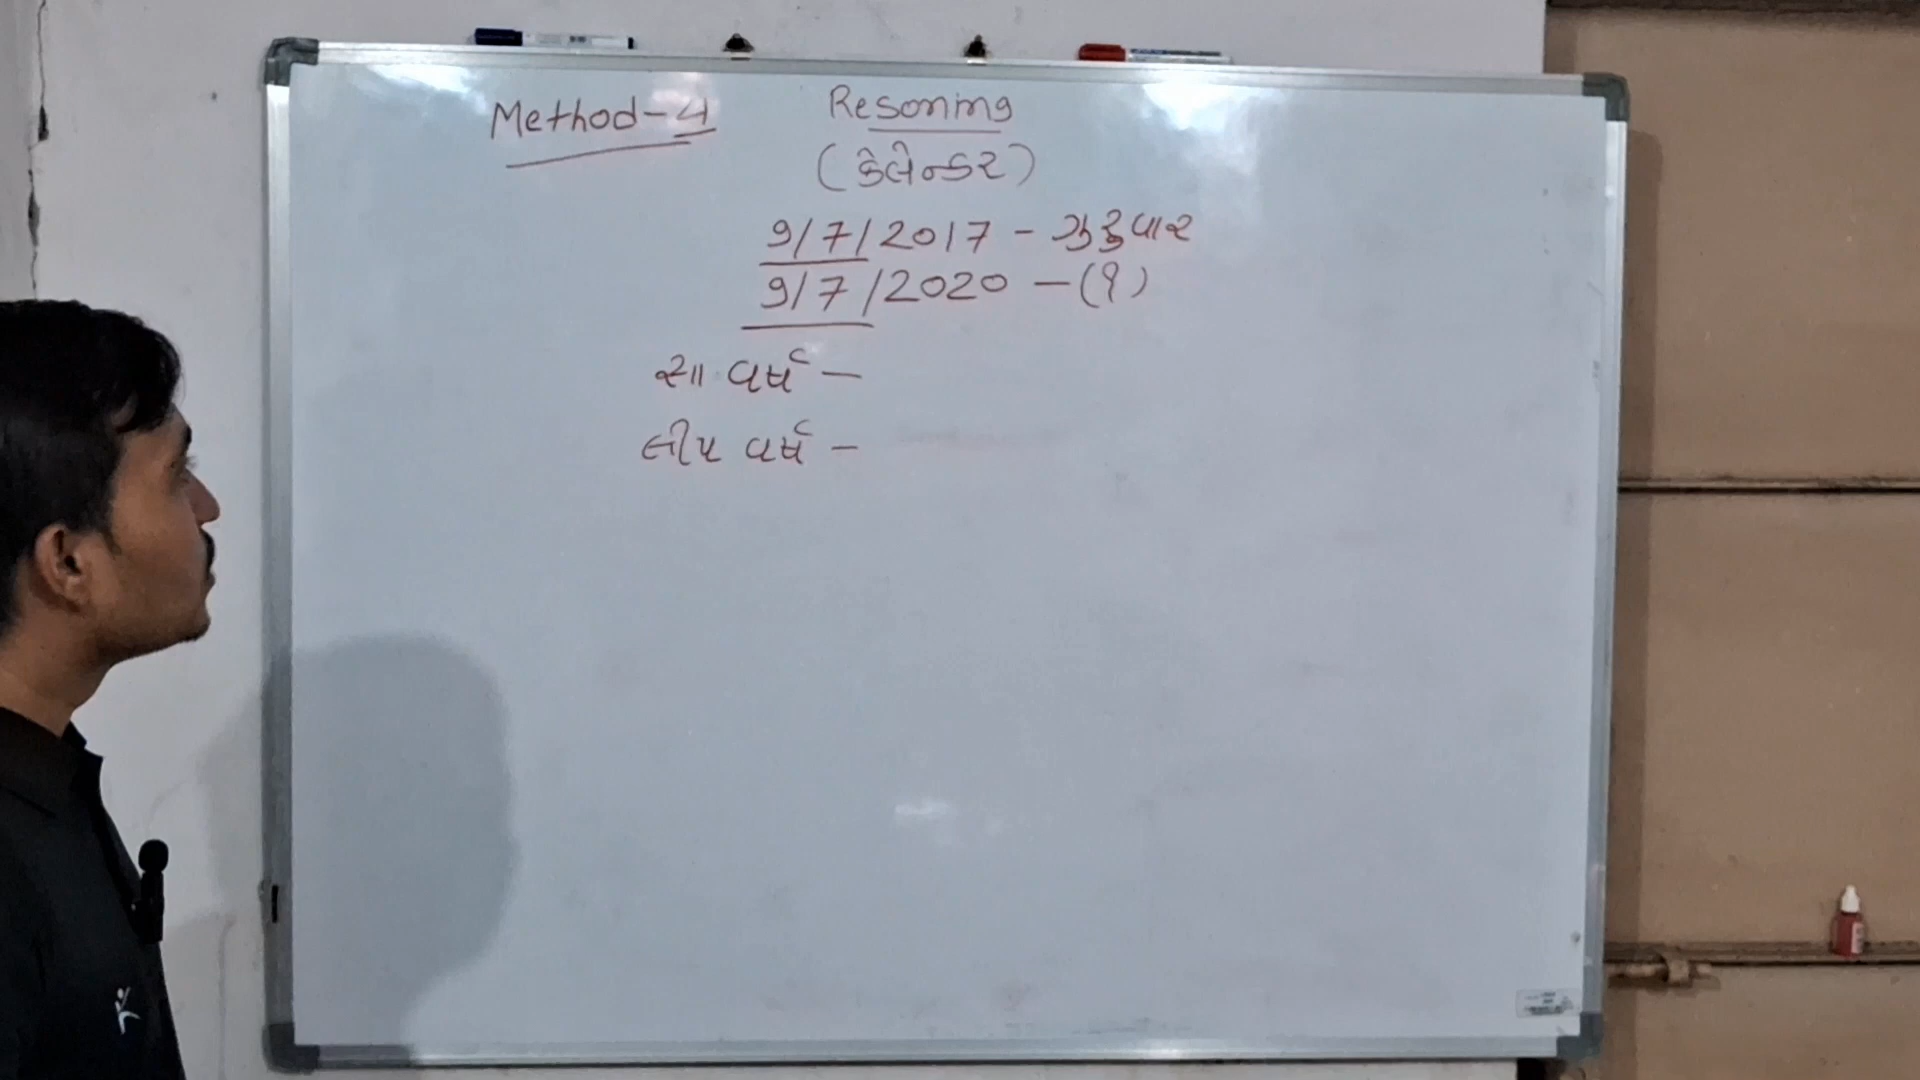 Method-4
Resoning
(કેલેન્ડર)
9/7/2017 - ગુરુવાર
9/7/2020 - (?)
સા વર્ષ -
લીપ વર્ષ -